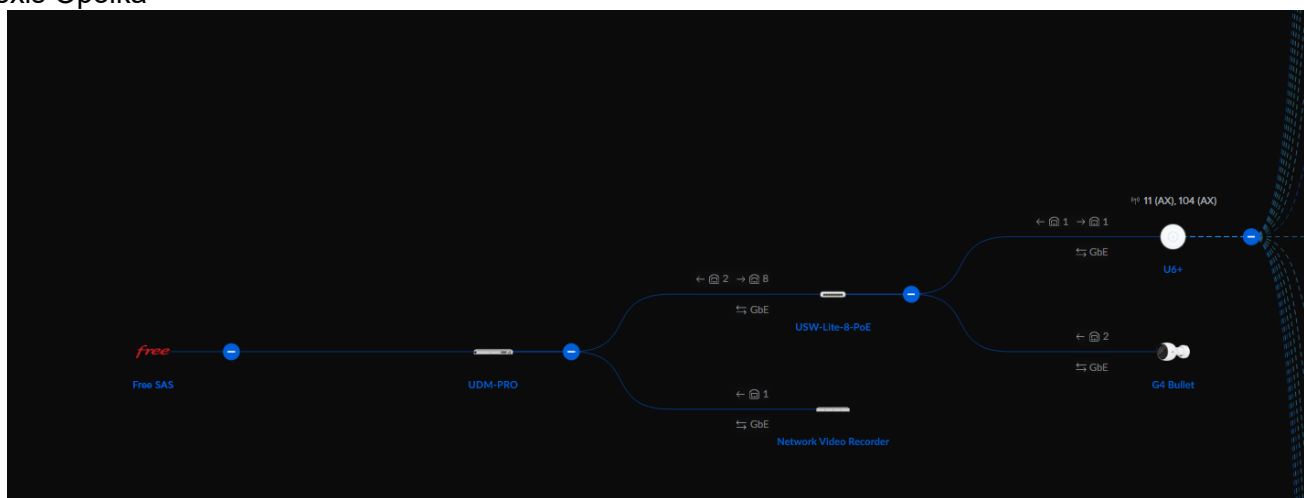 11 (AX), 104 (AX)
← 1 → 1
GbE
U6+
← 2 → 8
GbE
USW-Lite-8-PoE
← 2
GbE
G4 Bullet
free
Free SAS
UDM-PRO
← 1
GbE
Network Video Recorder